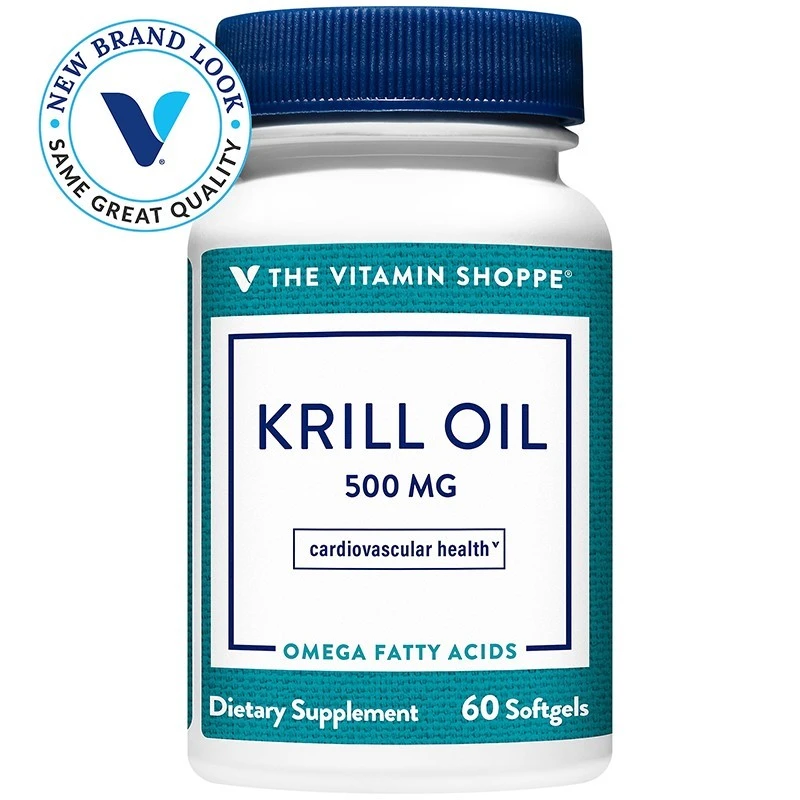 NEW BRAND LOOK
SAME GREAT QUALITY
®
THE VITAMIN SHOPPE®
KRILL OIL
500 MG
cardiovascular health
OMEGA FATTY ACIDS
Dietary Supplement 60 Softgels